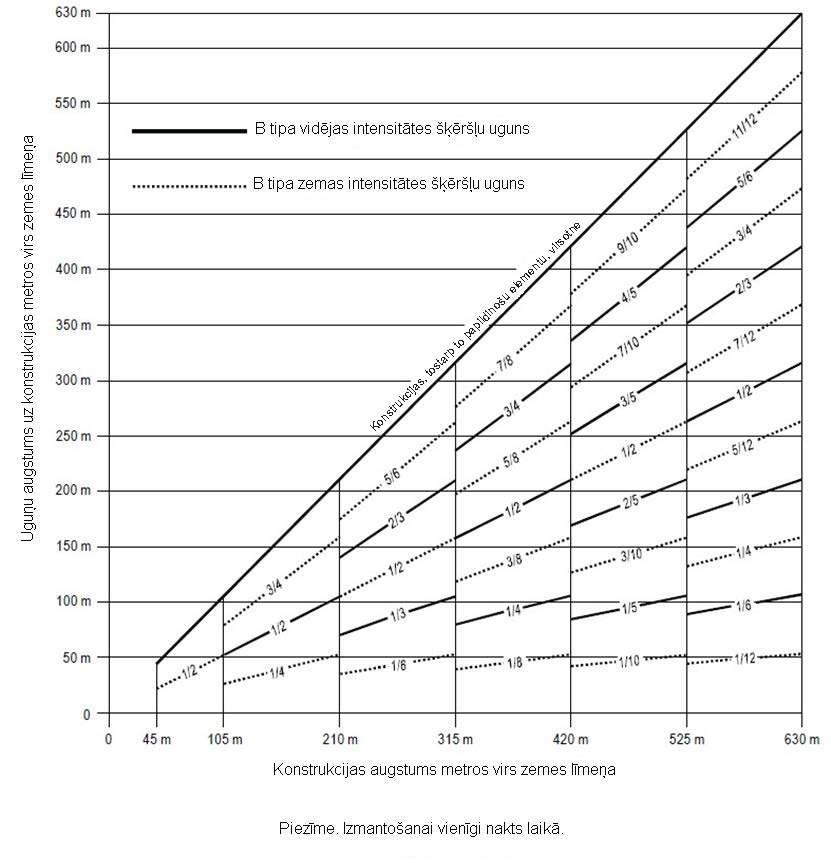 630 m
600 m
550 m
B tipa vidējas intensitātes šķēršļu uguns
500 m
B tipa zemas intensitātes šķēršļu uguns
450 m
400 m
350 m
300 m
250 m
200 m
150 m
100 m
50 m
0
Uguņu augstums uz konstrukcijas metros virs zemes līmeņa
Konstrukcijas, tostarp to papildinošu elementu, virsotne
1/2
3/4
1/2
1/4
5/6
2/3
1/2
1/3
1/6
7/8
3/4
5/8
1/2
3/8
1/4
1/8
9/10
4/5
7/10
3/5
1/2
2/5
3/10
1/5
1/10
11/12
5/6
3/4
2/3
7/12
1/2
5/12
1/3
1/4
1/6
1/12
0 45 m 105 m 210 m 315 m 420 m 525 m 630 m
Konstrukcijas augstums metros virs zemes līmeņa
Piezīme. Izmantošanai vienīgi nakts laikā.